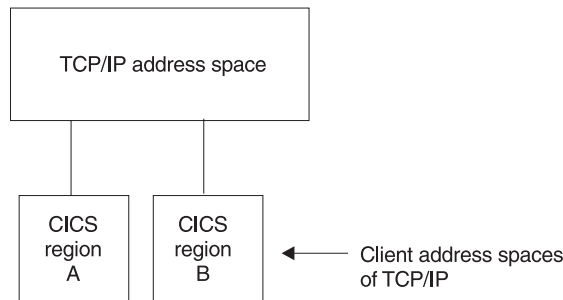 TCP/IP address space
CICS
region
A
CICS
region
B
Client address spaces
of TCP/IP